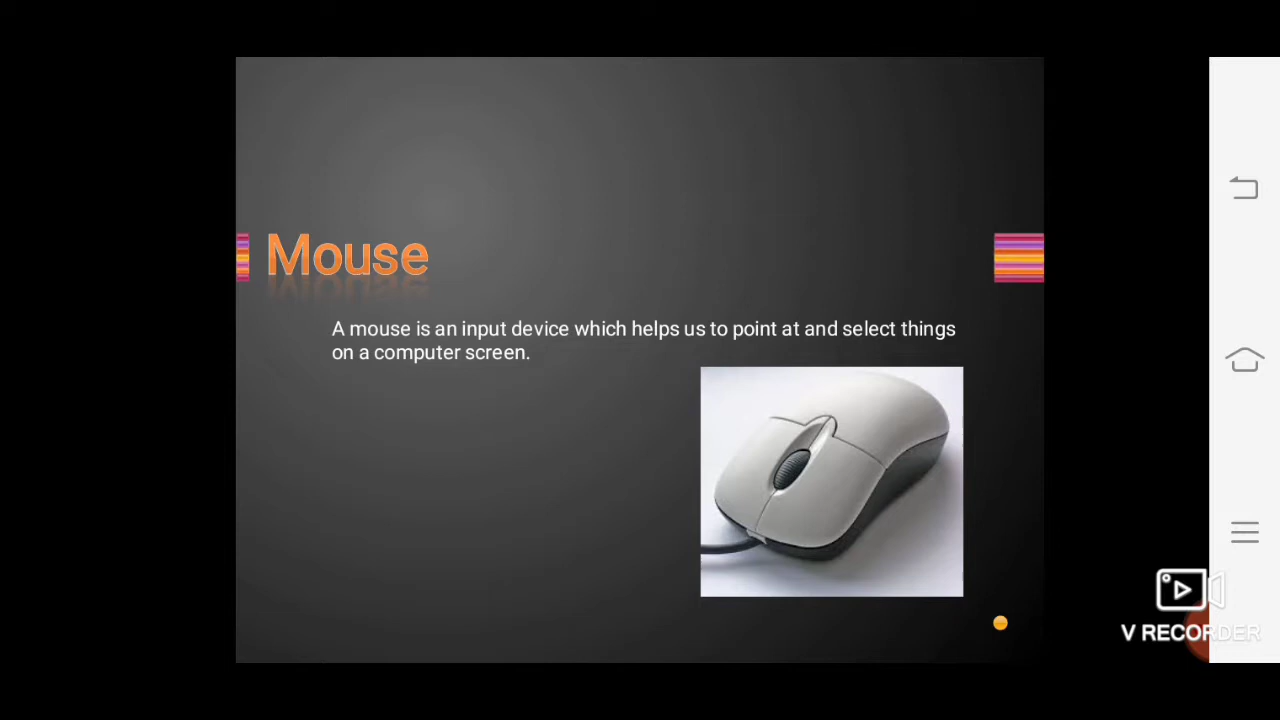 Mouse
A mouse is an input device which helps us to point at and select things
on a computer screen.
V RECORDER